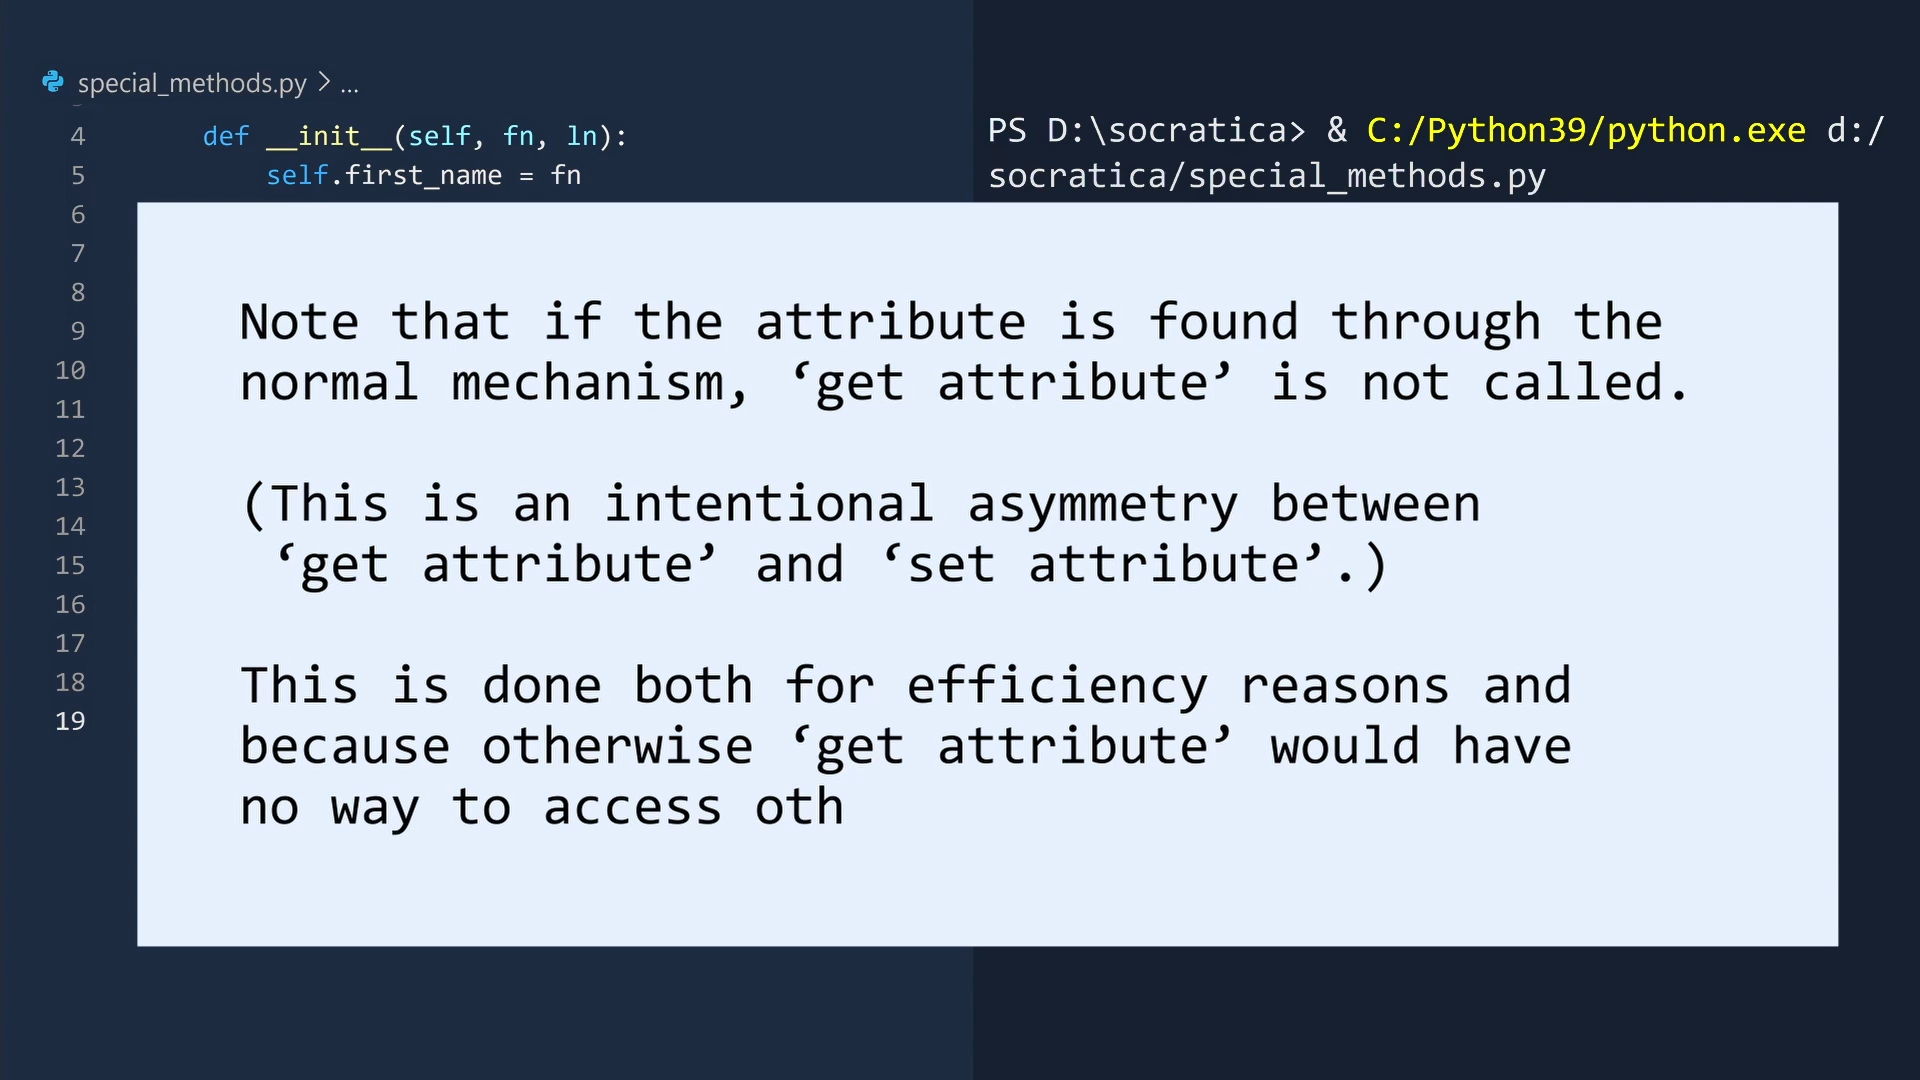 special_methods.py > ...
4 def __init__(self, fn, ln):
5 self.first_name = fn
6
7
8
9
10
11
12
13
14
15
16
17
18
19
PS D:\socratica> & C:/Python39/python.exe d:/
socratica/special_methods.py
Note that if the attribute is found through the
normal mechanism, ‘get attribute’ is not called.
(This is an intentional asymmetry between
‘get attribute’ and ‘set attribute’.)
This is done both for efficiency reasons and
because otherwise ‘get attribute’ would have
no way to access oth